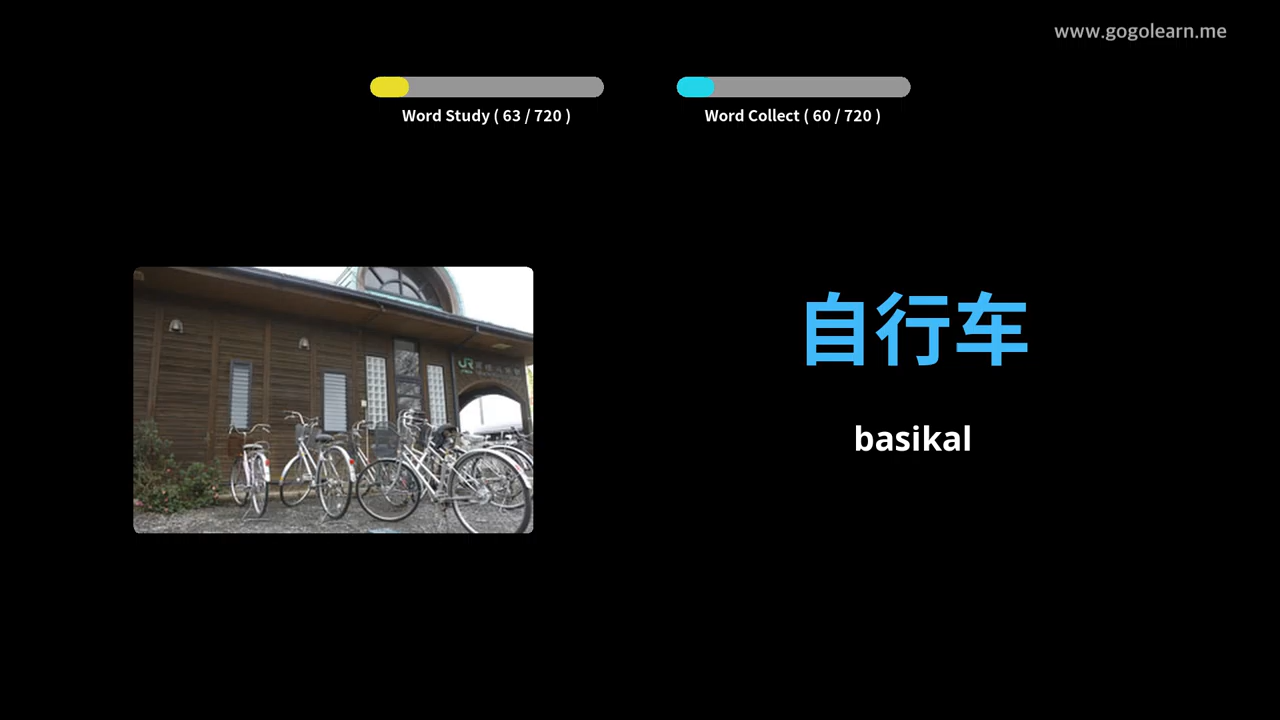 www.gogolearn.me
Word Study ( 63 / 720 )
Word Collect ( 60 / 720 )
JR
自行车
basikal